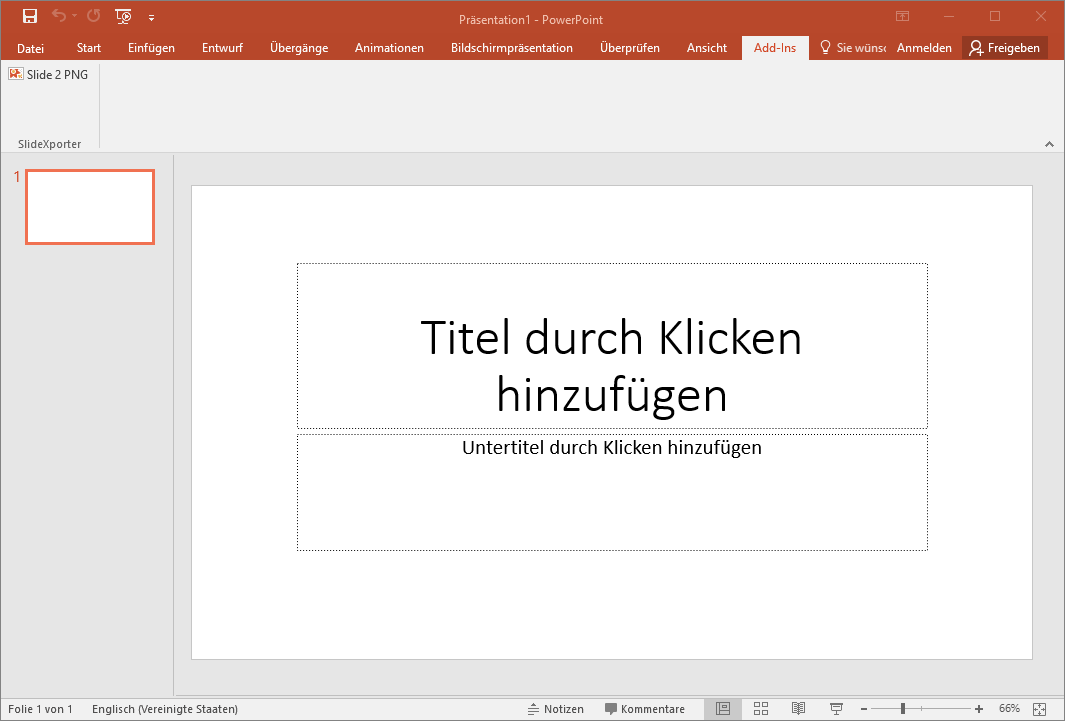 Präsentation1 - PowerPoint
Datei Start Einfügen Entwurf Übergänge Animationen Bildschirmpräsentation Überprüfen Ansicht Add-Ins Sie wüns Anmelden Freigeben
Slide 2 PNG
SlideXporter
1
Titel durch Klicken
hinzufügen
Untertitel durch Klicken hinzufügen
Folie 1 von 1 Englisch (Vereinigte Staaten) Notizen Kommentare 66%